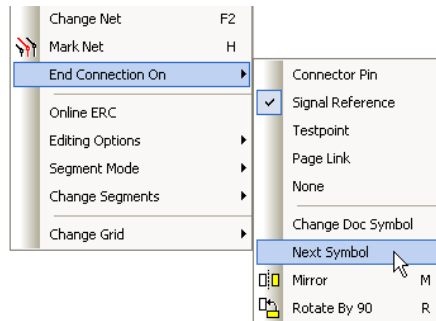 Change Net F2
Mark Net H
End Connection On
Online ERC
Editing Options
Segment Mode
Change Segments
Change Grid
Connector Pin
Signal Reference
Testpoint
Page Link
None
Change Doc Symbol
Next Symbol
Mirror M
Rotate By 90 R